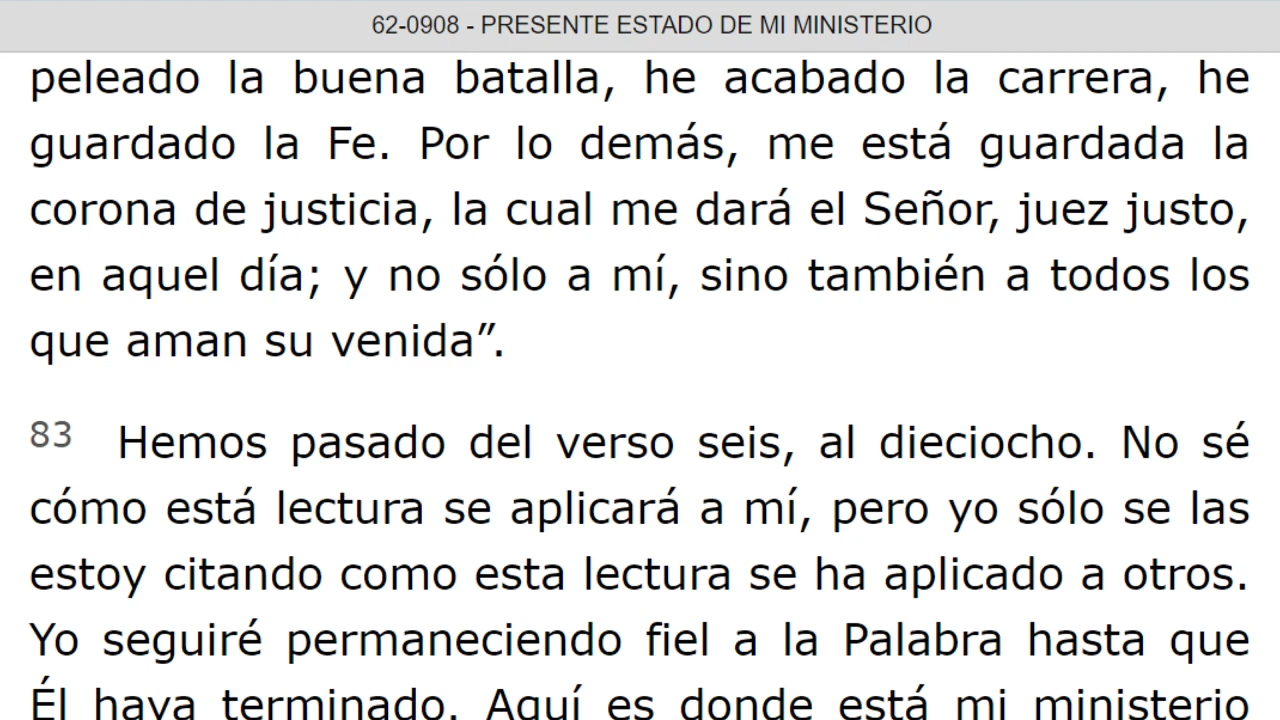 62-0908 - PRESENTE ESTADO DE MI MINISTERIO
peleado la buena batalla, he acabado la carrera, he
guardado la Fe. Por lo demás, me está guardada la
corona de justicia, la cual me dará el Señor, juez justo,
en aquel día; y no sólo a mí, sino también a todos los
que aman su venida”.
83 Hemos pasado del verso seis, al dieciocho. No sé
cómo está lectura se aplicará a mí, pero yo sólo se las
estoy citando como esta lectura se ha aplicado a otros.
Yo seguiré permaneciendo fiel a la Palabra hasta que
Él haya terminado. Aquí es donde está mi ministerio